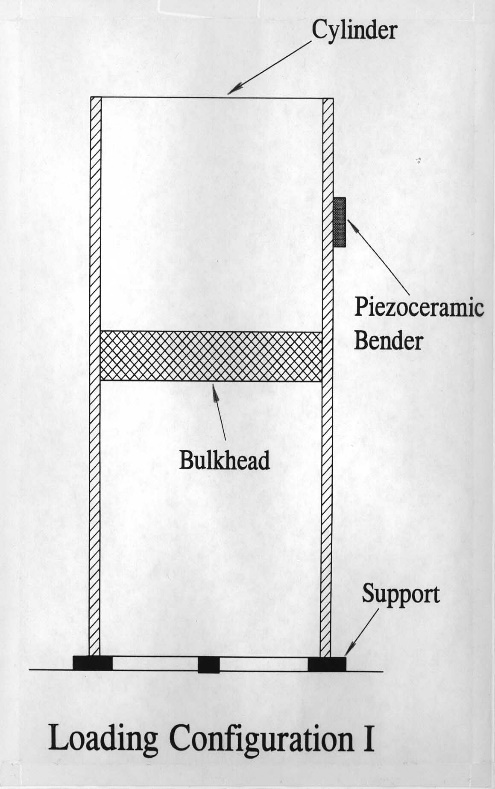 Cylinder
Piezoceramic
Bender
Bulkhead
Support
Loading Configuration I